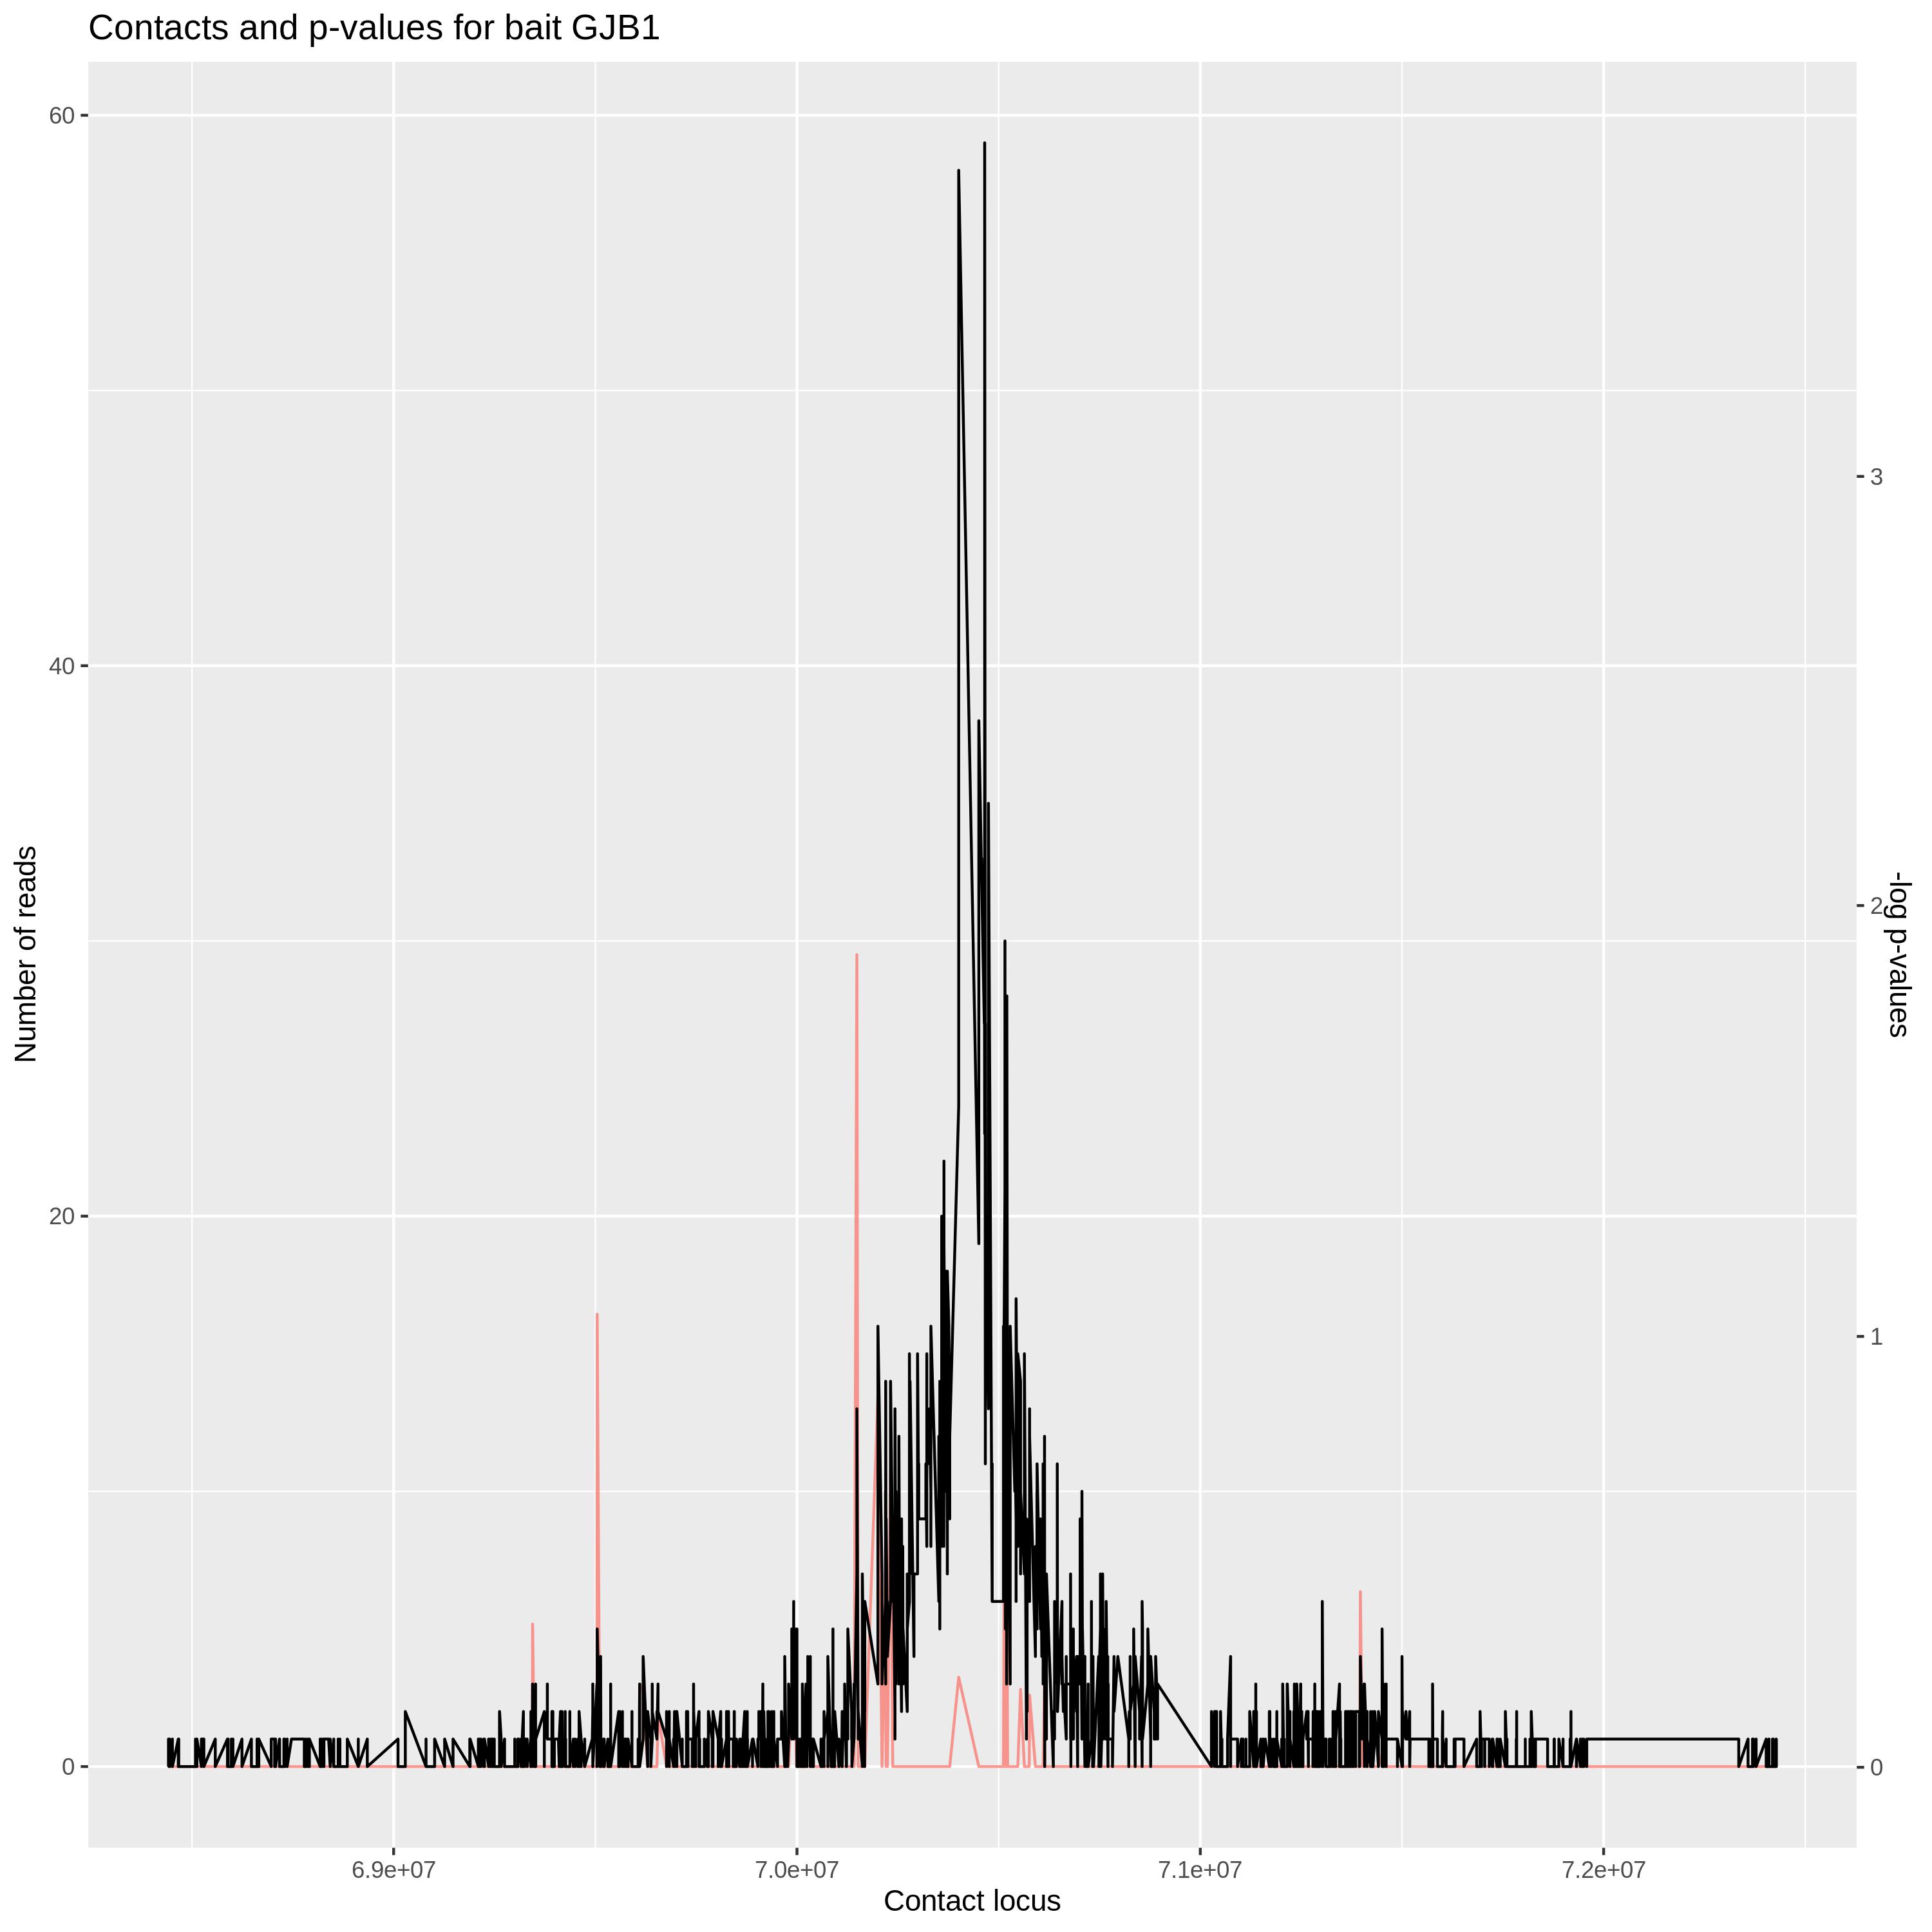 Contacts and p-values for bait GJB1
60
40
20
0
Number of reads
3
2
1
0
-log p-values
6.9e+07 7.0e+07 7.1e+07 7.2e+07
Contact locus